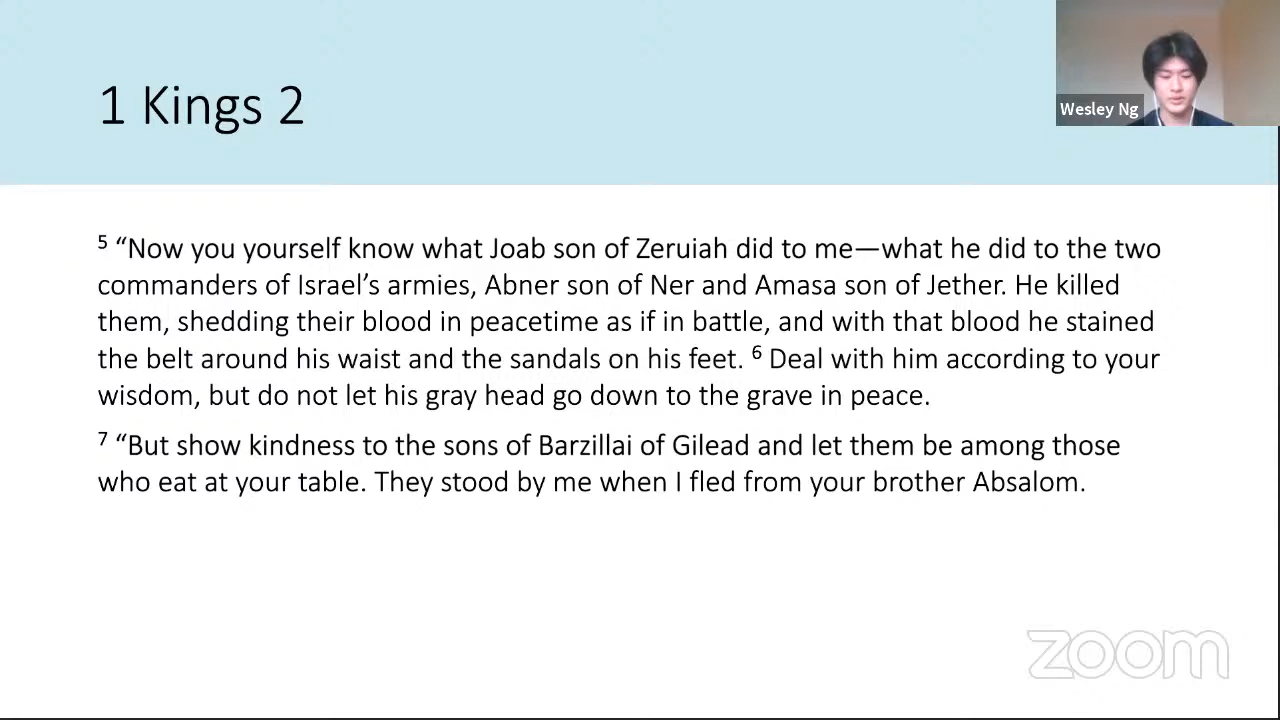 1 Kings 2
Wesley Ng
5 “Now you yourself know what Joab son of Zeruiah did to me—what he did to the two
commanders of Israel’s armies, Abner son of Ner and Amasa son of Jether. He killed
them, shedding their blood in peacetime as if in battle, and with that blood he stained
the belt around his waist and the sandals on his feet. 6 Deal with him according to your
wisdom, but do not let his gray head go down to the grave in peace.
7 “But show kindness to the sons of Barzillai of Gilead and let them be among those
who eat at your table. They stood by me when I fled from your brother Absalom.
zoom